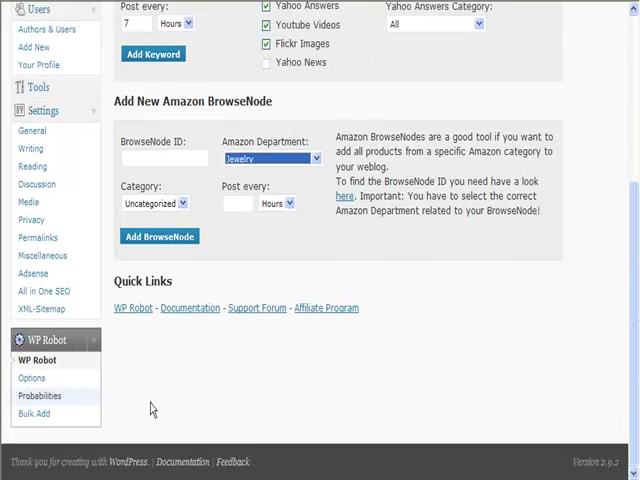 Users
Authors & Users
Add New
Your Profile
Tools
Settings
General
Writing
Reading
Discussion
Media
Privacy
Permalinks
Miscellaneous
Adsense
All in One SEO
XML-Sitemap
WP Robot
WP Robot
Options
Probabilities
Bulk Add
Post every:
7 Hours
Add Keyword
Yahoo Answers
Youtube Videos
Flickr Images
Yahoo News
Yahoo Answers Category:
All
Add New Amazon BrowseNode
BrowseNode ID:
Amazon Department:
Jewelry
Category:
Uncategorized
Post every:
Hours
Add BrowseNode
Amazon BrowseNodes are a good tool if you want to
add all products from a specific Amazon category to
your weblog.
To find the BrowseNode ID you need have a look
here. Important: You have to select the correct
Amazon Department related to your BrowseNode!
Quick Links
WP Robot - Documentation - Support Forum - Affiliate Program
Thank you for creating with WordPress. | Documentation | Feedback
Version 2.9.2